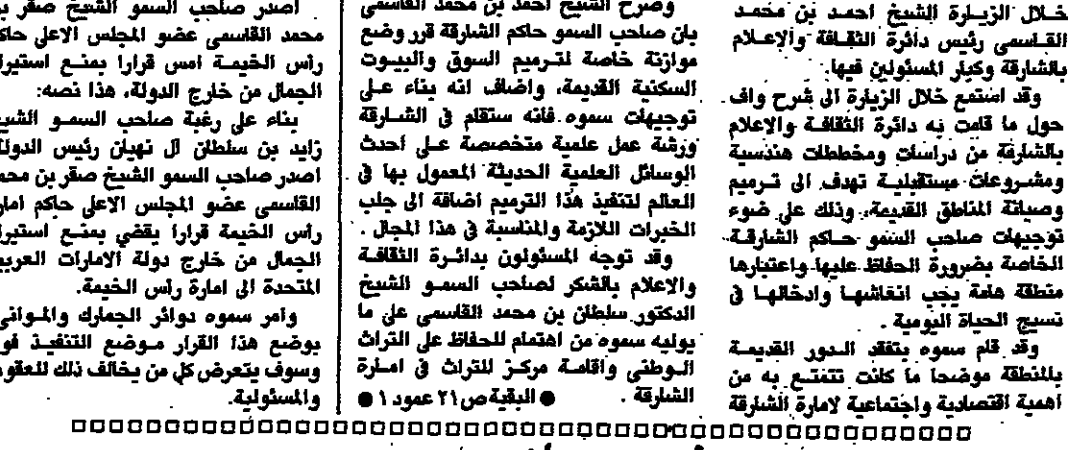 خلال الزيارة الشيخ احمد بن محمد
القاسمي رئيس دائرة الثقافة والإعلام
بالشارقة وكبار المسئولين فيها.
وقد استمع خلال الزيارة الى شرح واف
حول ما قامت به دائرة الثقافة والاعلام
بالشارقة من دراسات ومخططات هندسية
ومشروعات مستقبلية تهدف الى ترميم
وصيانة المناطق القديمة، وذلك على ضوء
توجيهات صاحب السمو حاكم الشارقة
الخاصة بضرورة الحفاظ عليها واعتبارها
منطقة هامة يجب انعاشها وادخالها في
نسيج الحياة اليومية .
وقد قام سموه بتفقد الدور القديمة
بالمنطقة موضحا ما كانت تتمتع به من
اهمية اقتصادية واجتماعية لامارة الشارقة
وصرح الشيخ احمد بن محمد القاسمي
بان صاحب السمو حاكم الشارقة قرر وضع
موازنة خاصة لترميم السوق والبيوت
السكنية القديمة، واضاف انه بناء على
توجيهات سموه فانه ستقام في الشارقة
ورشة عمل علمية متخصصة على أحدث
الوسائل العلمية الحديثة المعمول بها في
العالم لتنفيذ هذا الترميم اضافة الى جلب
الخبرات اللازمة والمناسبة في هذا المجال .
وقد توجه المسئولون بدائرة الثقافة
والاعلام بالشكر لصاحب السمو الشيخ
الدكتور سلطان بن محمد القاسمي على ما
يوليه سموه من اهتمام للحفاظ على التراث
الوطني واقامة مركز للتراث في امارة
الشارقة . ● البقية ص ٢١ عمود ١ ●
اصدر صاحب السمو الشيخ صقر بن
محمد القاسمي عضو المجلس الاعلى حاكم
رأس الخيمة امس قرارا بمنع استيراد
الجمال من خارج الدولة، هذا نصه:
بناء على رغبة صاحب السمو الشيخ
زايد بن سلطان آل نهيان رئيس الدولة
اصدر صاحب السمو الشيخ صقر بن محمد
القاسمي عضو المجلس الاعلى حاكم امارة
راس الخيمة قرارا يقضي بمنع استيراد
الجمال من خارج دولة الامارات العربية
المتحدة الى امارة رأس الخيمة.
وأمر سموه دوائر الجمارك والموانىء
بوضع هذا القرار موضع التنفيذ فورا
وسوف يتعرض كل من يخالف ذلك للعقوبة
والمسئولية.